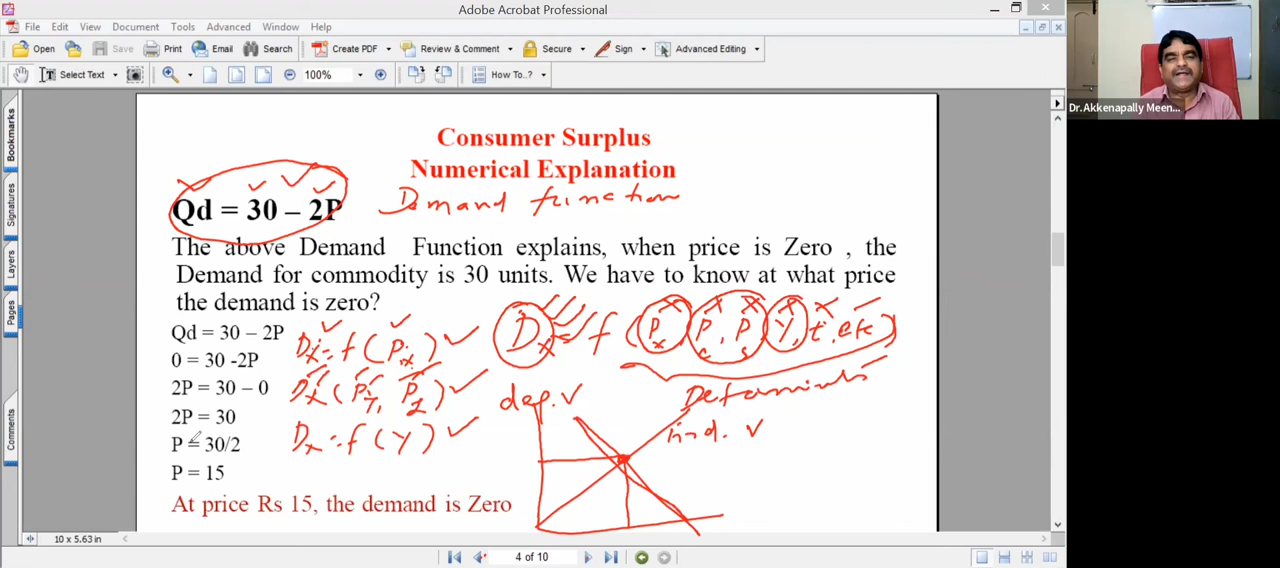 Adobe Acrobat Professional
File Edit View Document Tools Advanced Window Help
Open Save Print Email Search Create PDF Review & Comment Secure Sign Advanced Editing
Select Text 100% How To..?
Dr.Akkenapally Meen...
Bookmarks
Signatures
Layers
Pages
Comments
Consumer Surplus
Numerical Explanation
Qd = 30 – 2P
Demand function
The above Demand Function explains, when price is Zero , the
Demand for commodity is 30 units. We have to know at what price
the demand is zero?
Qd = 30 – 2P
0 = 30 -2P
2P = 30 – 0
2P = 30
P = 30/2
P = 15
At price Rs 15, the demand is Zero
Dx = f (Px)
Dx (Py, Pz)
Dx = f (Y)
Dx = f (Px Pc, Ps Y, t, etc)
dep. V
ind. V
10 x 5.63 in
4 of 10